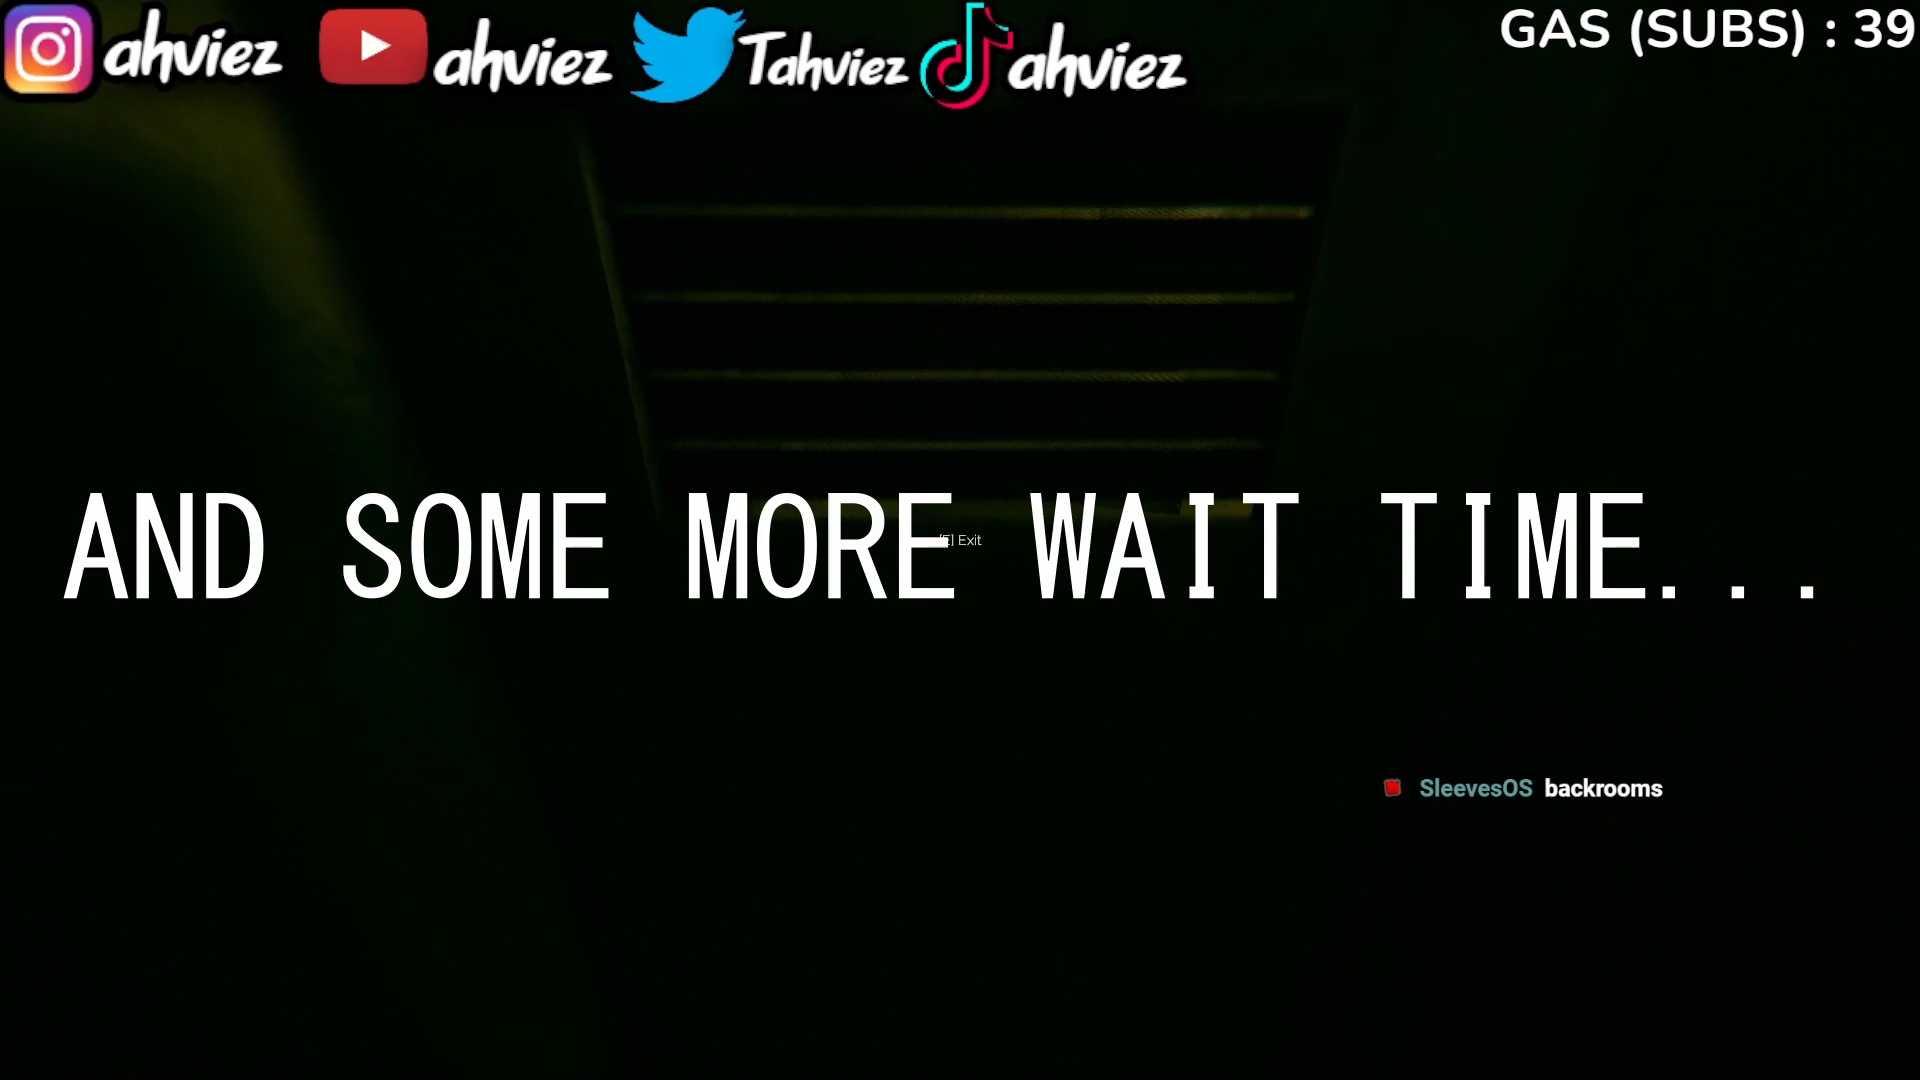 ahviez ahviez Tahviez ahviez
GAS (SUBS) : 39
AND SOME MORE WAIT TIME...
[E] Exit
SleevesOS backrooms